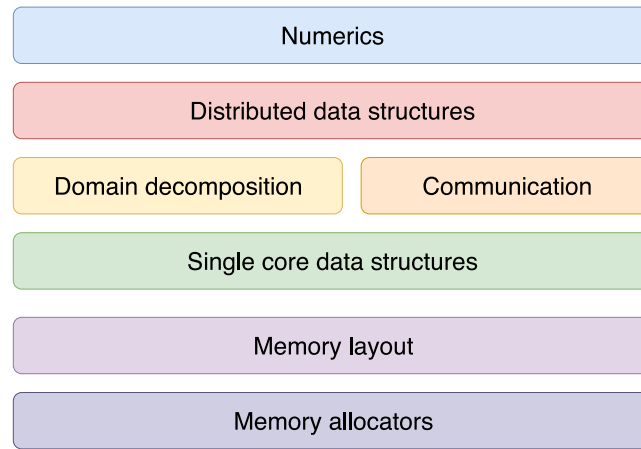 Numerics
Distributed data structures
Domain decomposition
Communication
Single core data structures
Memory layout
Memory allocators